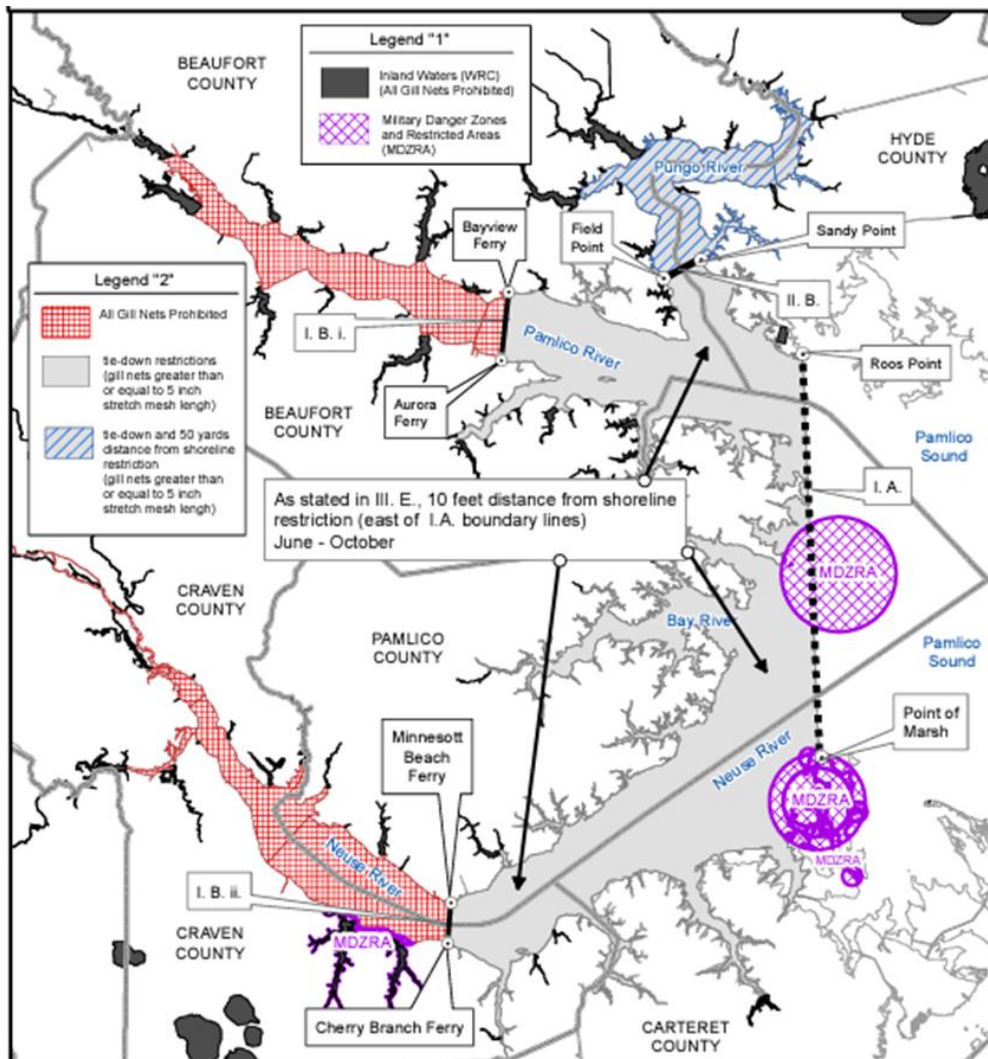 Legend "1"
Inland Waters (WRC)
(All Gill Nets Prohibited)
Military Danger Zones
and Restricted Areas
(MDZRA)
BEAUFORT
COUNTY
HYDE
COUNTY
Pungo River
Bayview
Ferry
Field
Point
Sandy Point
Legend "2"
All Gill Nets Prohibited
tie-down restrictions
(gill nets greater than
or equal to 5 inch
stretch mesh lengh)
tie-down and 50 yards
distance from shoreline
restriction
(gill nets greater than
or equal to 5 inch
stretch mesh lengh)
I. B. i.
II. B.
Pamlico River
Roos Point
Aurora
Ferry
BEAUFORT
COUNTY
Pamlico
Sound
I. A.
As stated in III. E., 10 feet distance from shoreline
restriction (east of I.A. boundary lines)
June - October
MDZRA
CRAVEN
COUNTY
PAMLICO
COUNTY
Bay River
Pamlico
Sound
Point of
Marsh
Minnesott
Beach
Ferry
Neuse River
MDZRA
MDZRA
Neuse River
I. B. ii.
CRAVEN
COUNTY
MDZRA
Cherry Branch Ferry
CARTERET
COUNTY